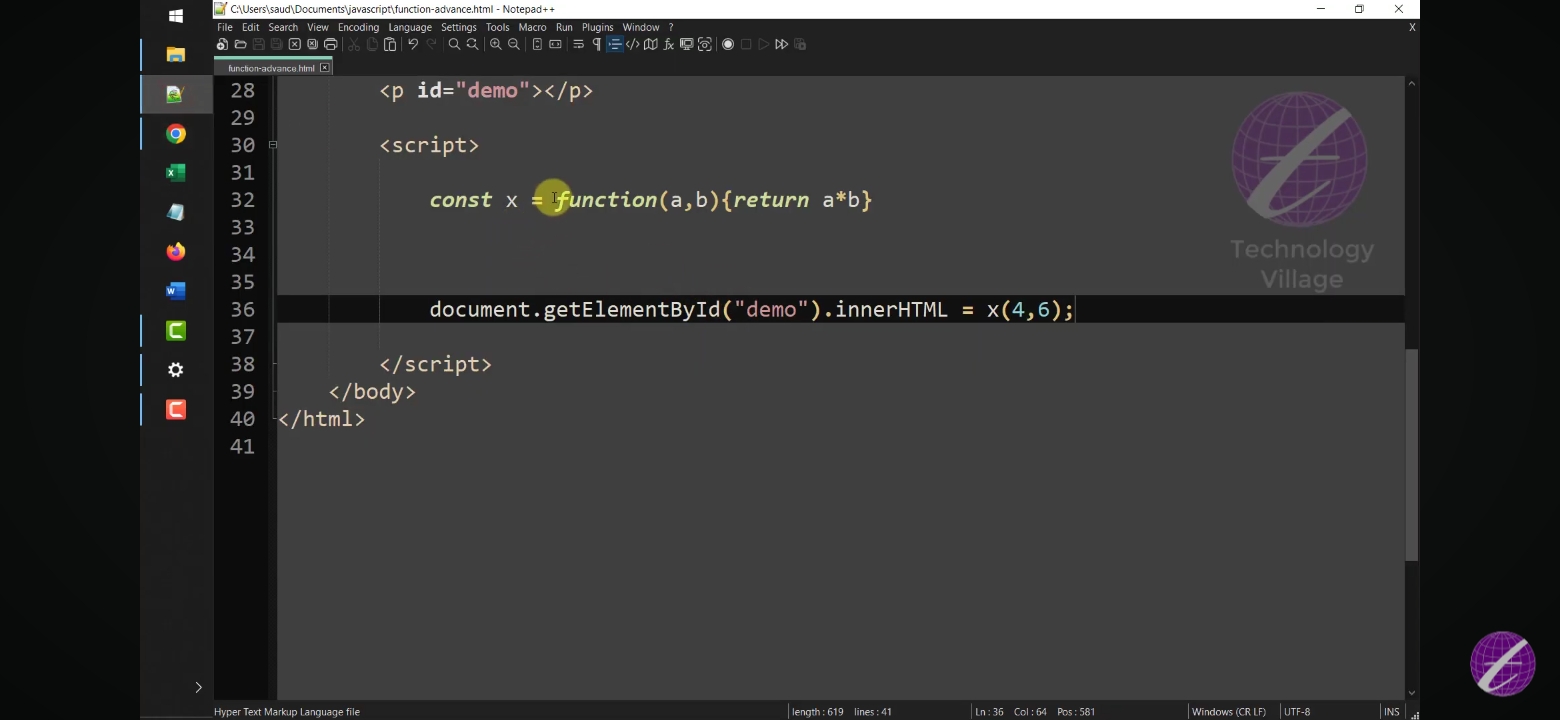 C:\Users\saud\Documents\javascript\function-advance.html - Notepad++
File Edit Search View Encoding Language Settings Tools Macro Run Plugins Window ? X
function-advance.html
28 <p id="demo"></p>
29
30 <script>
31
32 const x = function(a,b){return a*b}
33
34
35
36 document.getElementById("demo").innerHTML = x(4,6);
37
38 </script>
39 </body>
40 </html>
41
Technology
Village
Hyper Text Markup Language file length : 619 lines : 41 Ln : 36 Col : 64 Pos : 581 Windows (CR LF) UTF-8 INS